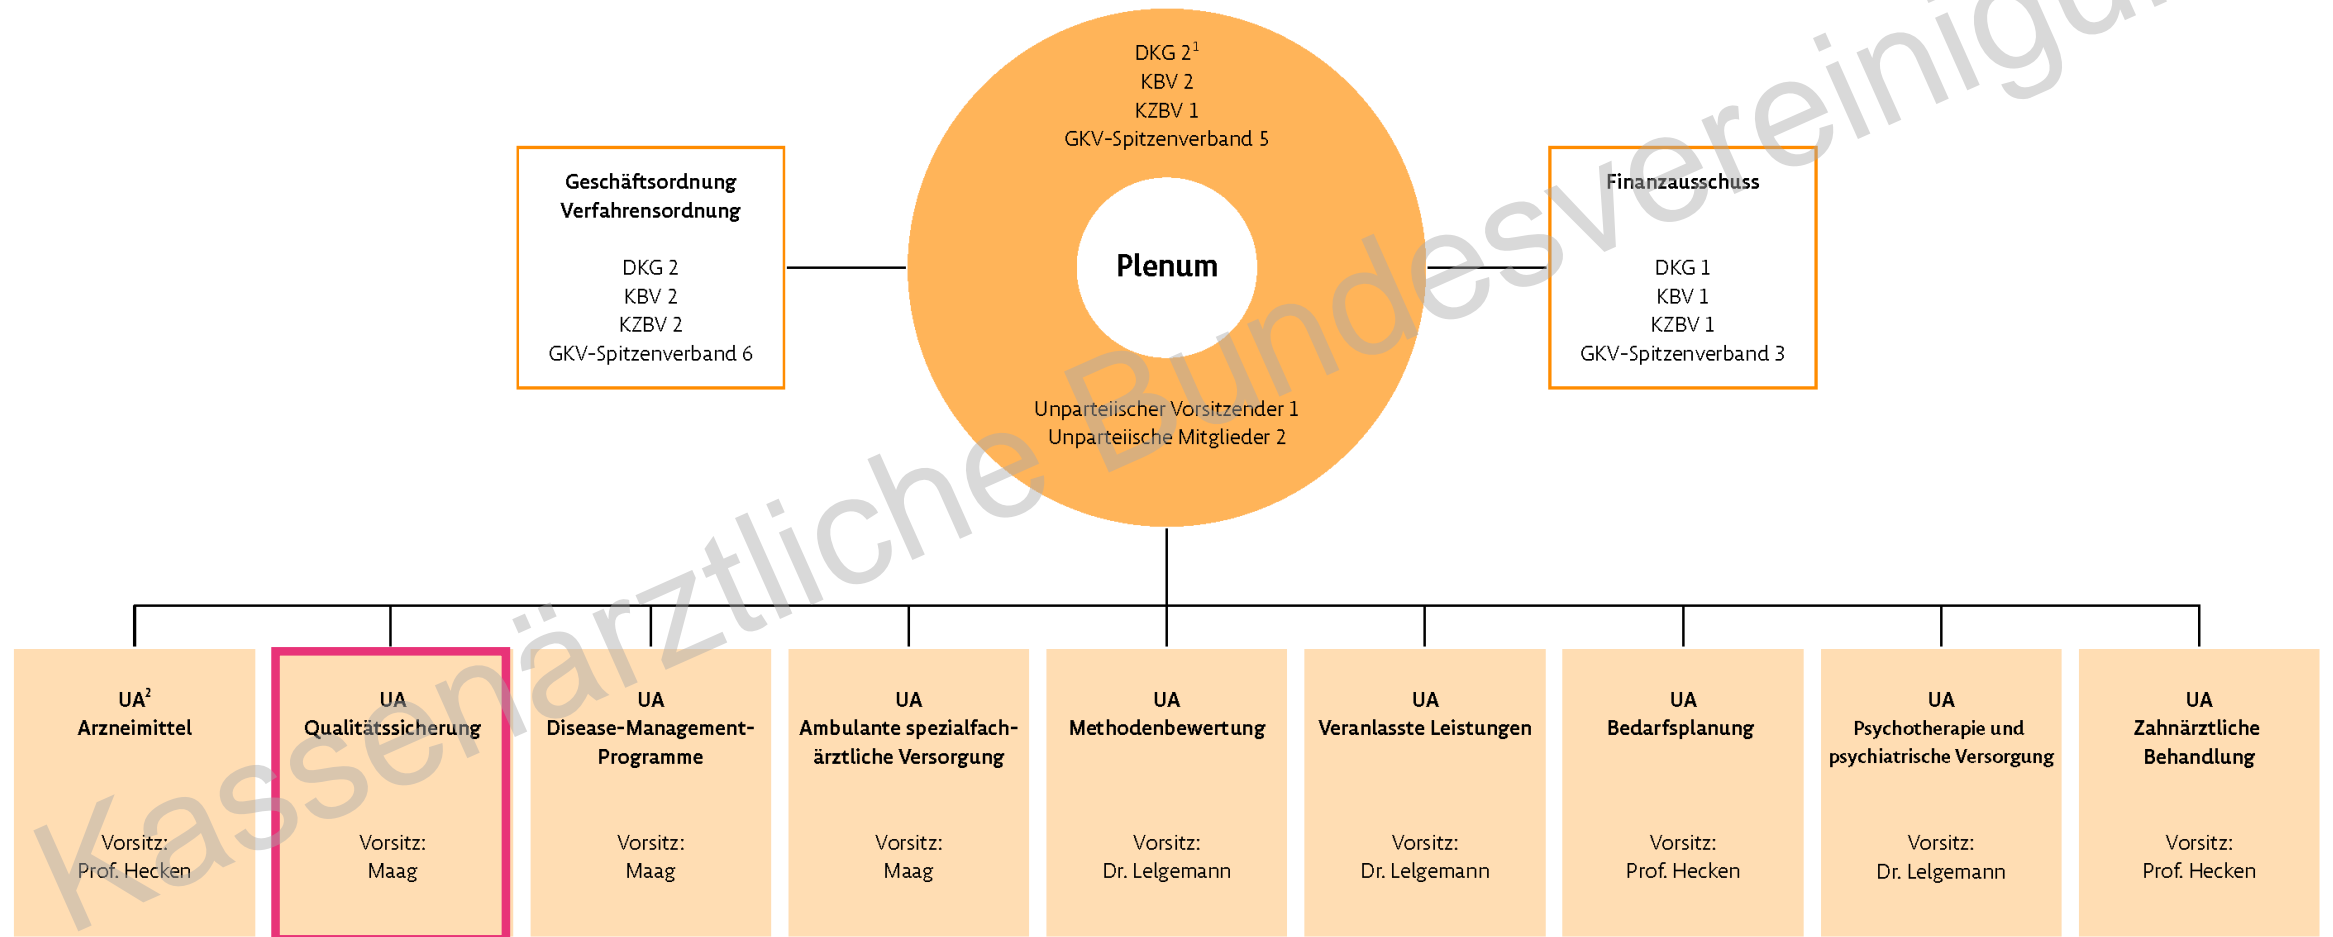 DKG 2¹
KBV 2
KZBV 1
GKV-Spitzenverband 5
Geschäftsordnung
Verfahrensordnung
DKG 2
KBV 2
KZBV 2
GKV-Spitzenverband 6
Plenum
Finanzausschuss
DKG 1
KBV 1
KZBV 1
GKV-Spitzenverband 3
Unparteiischer Vorsitzender 1
Unparteiische Mitglieder 2
UA²
Arzneimittel
Vorsitz:
Prof. Hecken
UA
Qualitätssicherung
Vorsitz:
Maag
UA
Disease-Management-
Programme
Vorsitz:
Maag
UA
Ambulante spezialfach-
ärztliche Versorgung
Vorsitz:
Maag
UA
Methodenbewertung
Vorsitz:
Dr. Lelgemann
UA
Veranlasste Leistungen
Vorsitz:
Dr. Lelgemann
UA
Bedarfsplanung
Vorsitz:
Prof. Hecken
UA
Psychotherapie und
psychiatrische Versorgung
Vorsitz:
Dr. Lelgemann
UA
Zahnärztliche
Behandlung
Vorsitz:
Prof. Hecken
Kassenärztliche